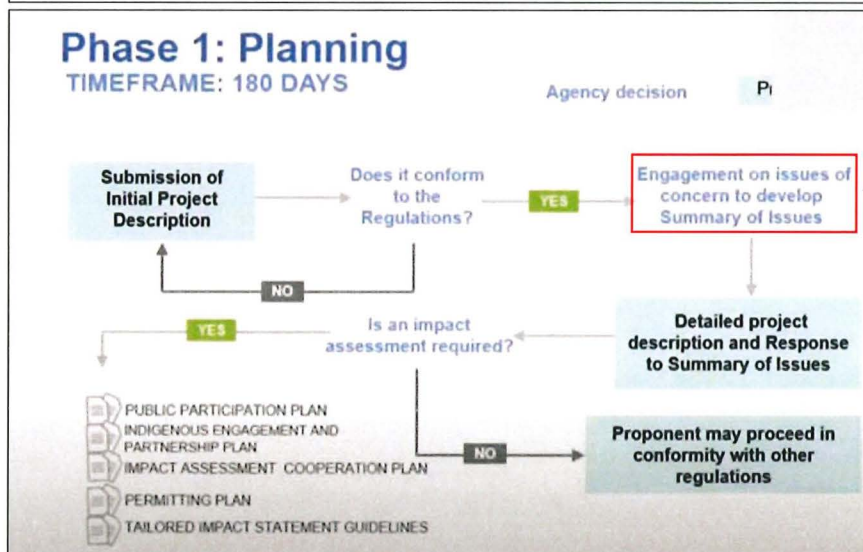 Phase 1: Planning
TIMEFRAME: 180 DAYS
Agency decision
Submission of
Initial Project
Description
Does it conform
to the
Regulations?
YES
Engagement on issues of
concern to develop
Summary of Issues
NO
YES
Is an impact
assessment required?
Detailed project
description and Response
to Summary of Issues
PUBLIC PARTICIPATION PLAN
INDIGENOUS ENGAGEMENT AND
PARTNERSHIP PLAN
IMPACT ASSESSMENT COOPERATION PLAN
PERMITTING PLAN
TAILORED IMPACT STATEMENT GUIDELINES
NO
Proponent may proceed in
conformity with other
regulations